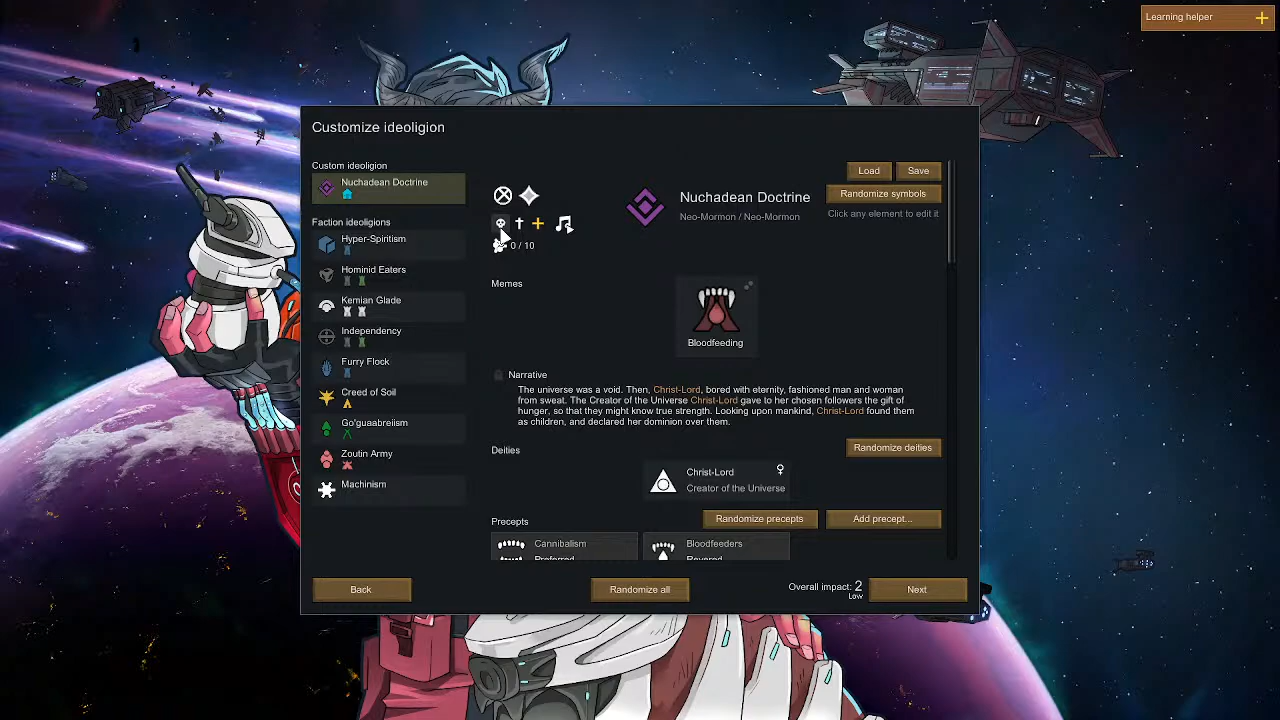 Learning helper
Customize ideoligion
Custom ideoligion
Nuchadean Doctrine
Faction ideoligions
Hyper-Spiritism
Hominid Eaters
Kemian Glade
Independency
Furry Flock
Creed of Soil
Go'guaabreiism
Zoutin Army
Machinism
0 / 10
Nuchadean Doctrine
Neo-Mormon / Neo-Mormon
Load
Save
Randomize symbols
Click any element to edit it
Memes
Bloodfeeding
Narrative
The universe was a void. Then, Christ-Lord, bored with eternity, fashioned man and woman
from sweat. The Creator of the Universe Christ-Lord gave to her chosen followers the gift of
hunger, so that they might know true strength. Looking upon mankind, Christ-Lord found them
as children, and declared her dominion over them.
Deities
Randomize deities
Christ-Lord
Creator of the Universe
Precepts
Randomize precepts
Add precept...
Cannibalism
Preferred
Bloodfeeders
Revered
Back
Randomize all
Overall impact: 2
Low
Next